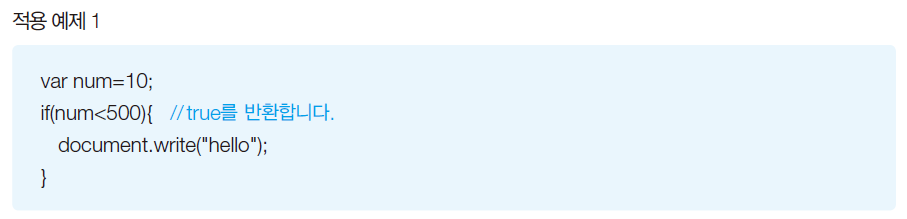 적용 예제 1
var num=10;
if(num<500){ //true를 반환합니다.
document.write("hello");
}